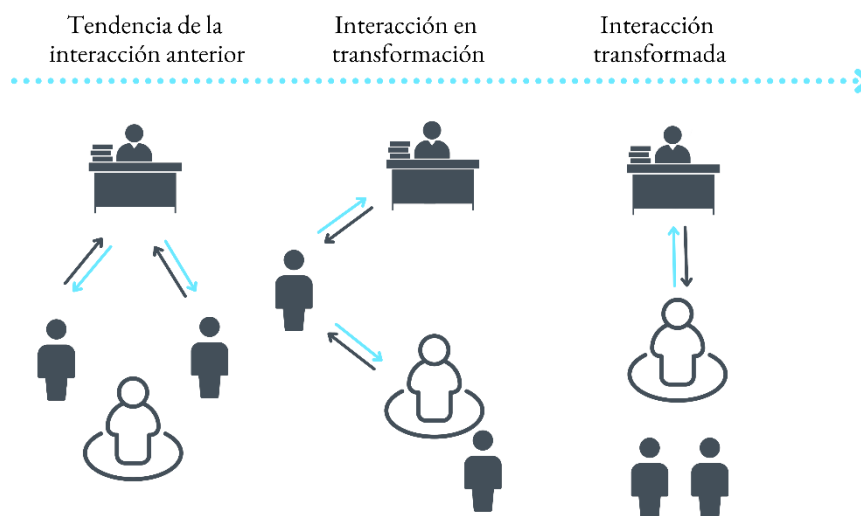 Tendencia de la
interacción anterior
Interacción en
transformación
Interacción
transformada